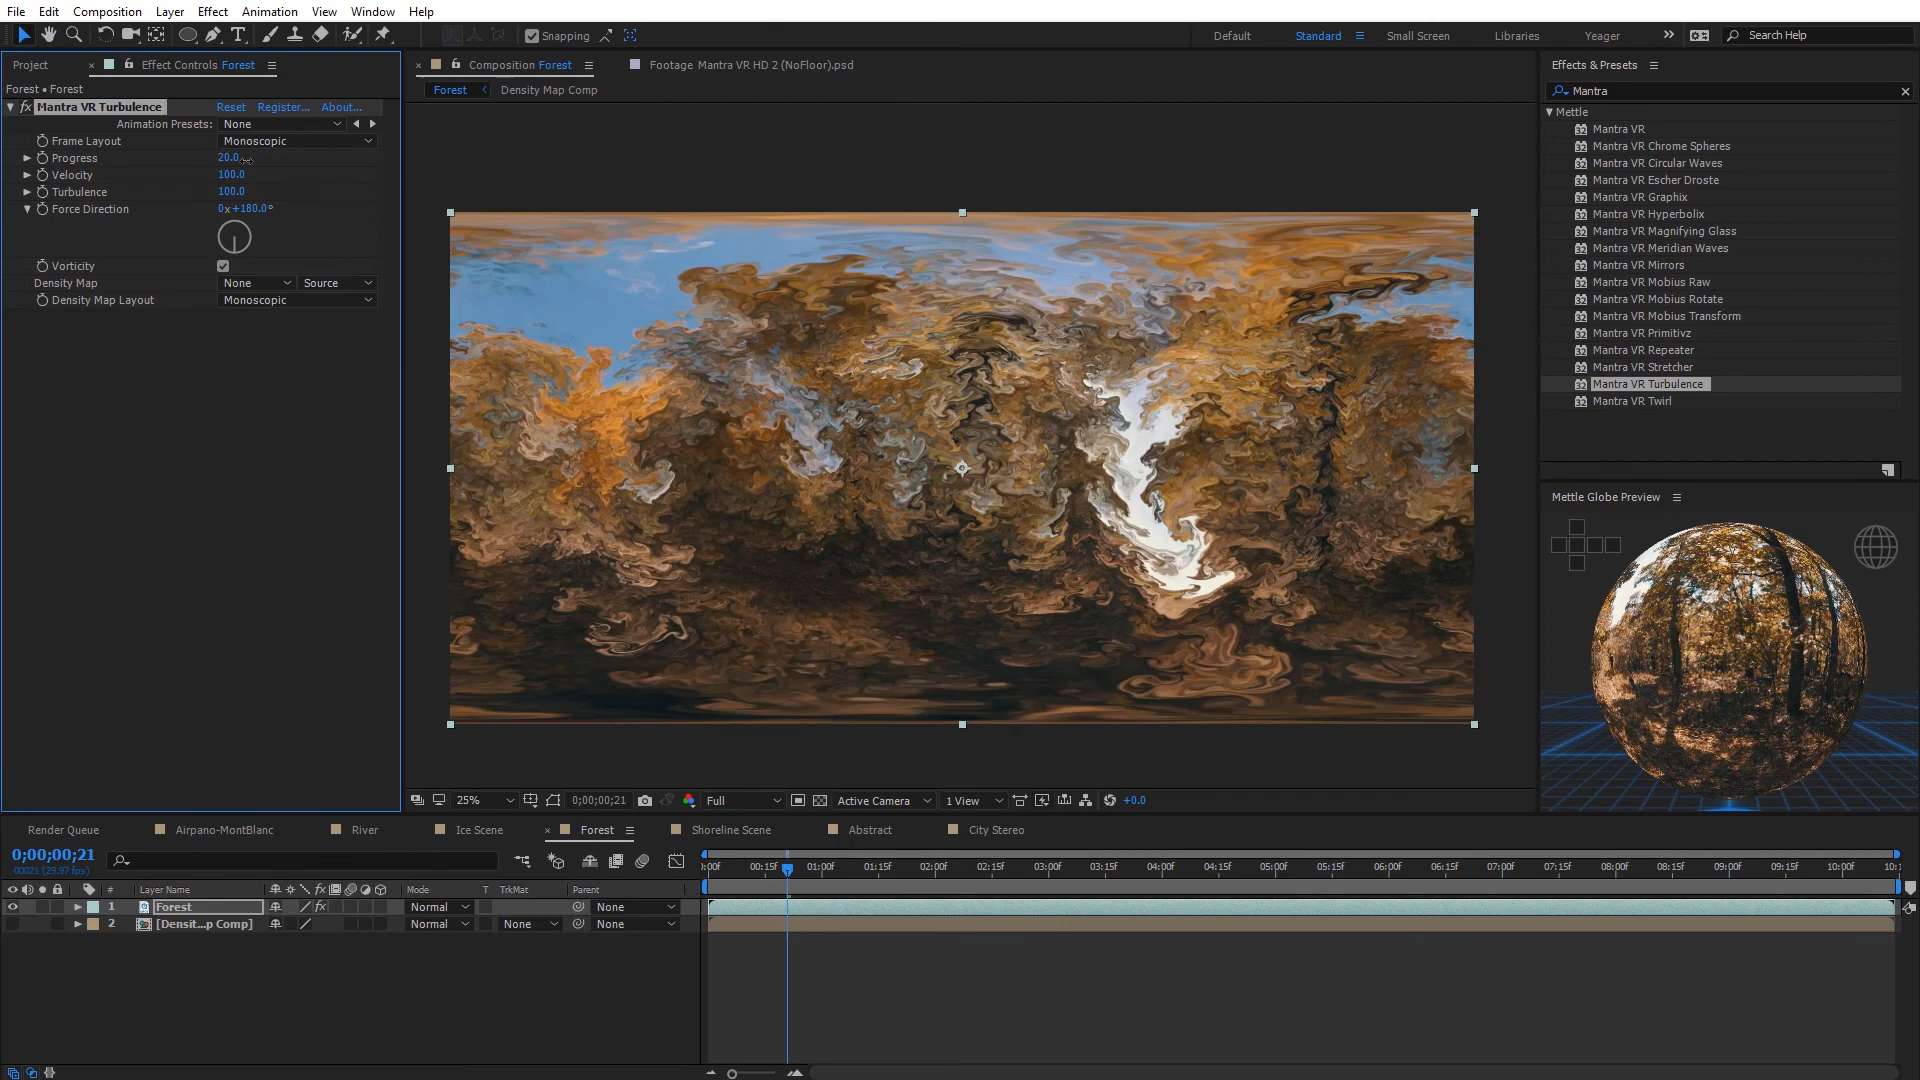 File Edit Composition Layer Effect Animation View Window Help
Snapping Default Standard Small Screen Libraries Yeager Search Help
Project Effect Controls Forest
Forest • Forest
fx Mantra VR Turbulence Reset Register... About...
Animation Presets: None
Frame Layout Monoscopic
Progress 20.0
Velocity 100.0
Turbulence 100.0
Force Direction 0x+180.0°
Vorticity
Density Map None Source
Density Map Layout Monoscopic
Composition Forest Footage Mantra VR HD 2 (NoFloor).psd
Forest Density Map Comp
25% 0;00;00;21 Full Active Camera 1 View +0.0
Effects & Presets
Mantra
Mettle
Mantra VR
Mantra VR Chrome Spheres
Mantra VR Circular Waves
Mantra VR Escher Droste
Mantra VR Graphix
Mantra VR Hyperbolix
Mantra VR Magnifying Glass
Mantra VR Meridian Waves
Mantra VR Mirrors
Mantra VR Mobius Raw
Mantra VR Mobius Rotate
Mantra VR Mobius Transform
Mantra VR Primitivz
Mantra VR Repeater
Mantra VR Stretcher
Mantra VR Turbulence
Mantra VR Twirl
Mettle Globe Preview
Render Queue Airpano-MontBlanc River Ice Scene Forest Shoreline Scene Abstract City Stereo
0;00;00;21
00021 (29.97 fps)
:00f 00:15f 01:00f 01:15f 02:00f 02:15f 03:00f 03:15f 04:00f 04:15f 05:00f 05:15f 06:00f 06:15f 07:00f 07:15f 08:00f 08:15f 09:00f 09:15f 10:00f 10:1
# Layer Name fx Mode T TrkMat Parent
1 Forest fx Normal None
2 [Densit...p Comp] Normal None None